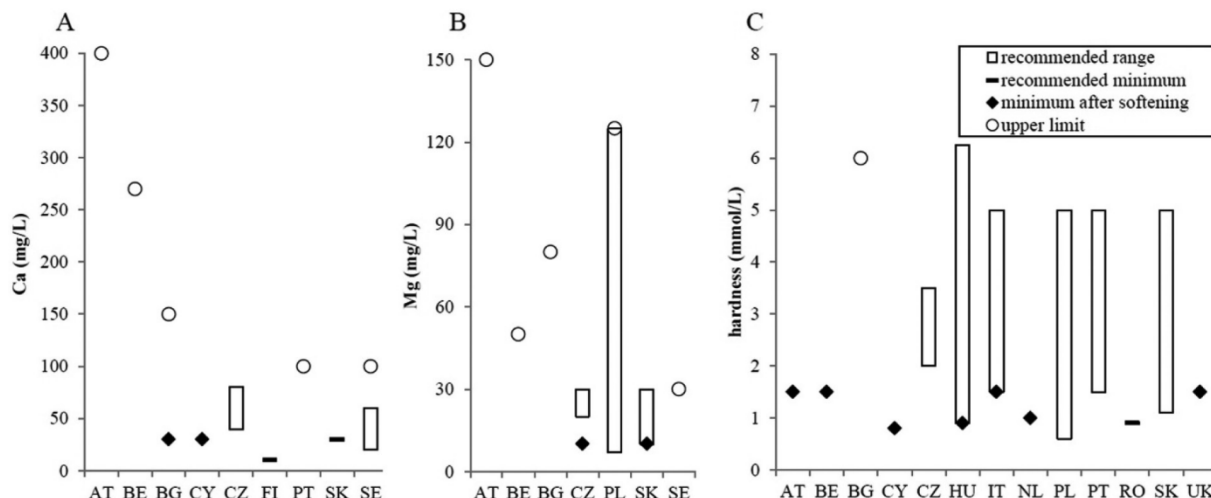 A
B
C
Ca (mg/L)
400
350
300
250
200
150
100
50
0
AT BE BG CY CZ FI PT SK SE
Mg (mg/L)
150
120
90
60
30
0
AT BE BG CZ PL SK SE
hardness (mmol/L)
8
7
6
5
4
3
2
1
0
AT BE BG CY CZ HU IT NL PL PT RO SK UK
recommended range
recommended minimum
minimum after softening
upper limit